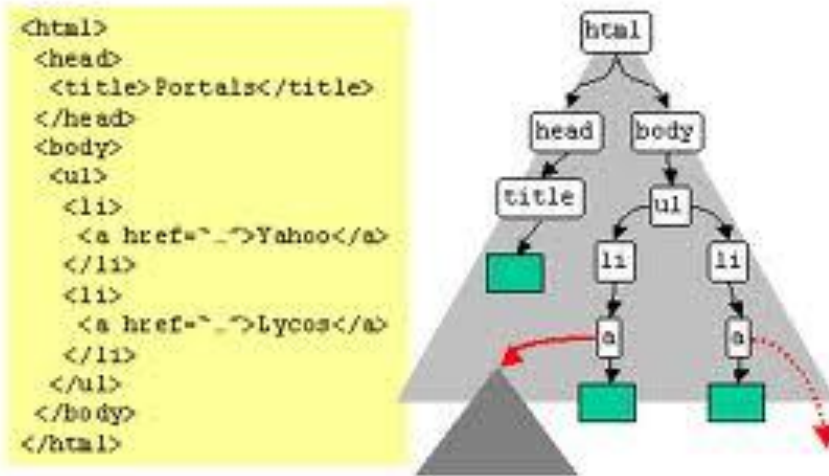 <html>
<head>
<title>Portals</title>
</head>
<body>
<ul>
<li>
<a href="…">Yahoo</a>
</li>
<li>
<a href="…">Lycos</a>
</li>
</ul>
</body>
</html>
html
head body
title ul
li li
a a